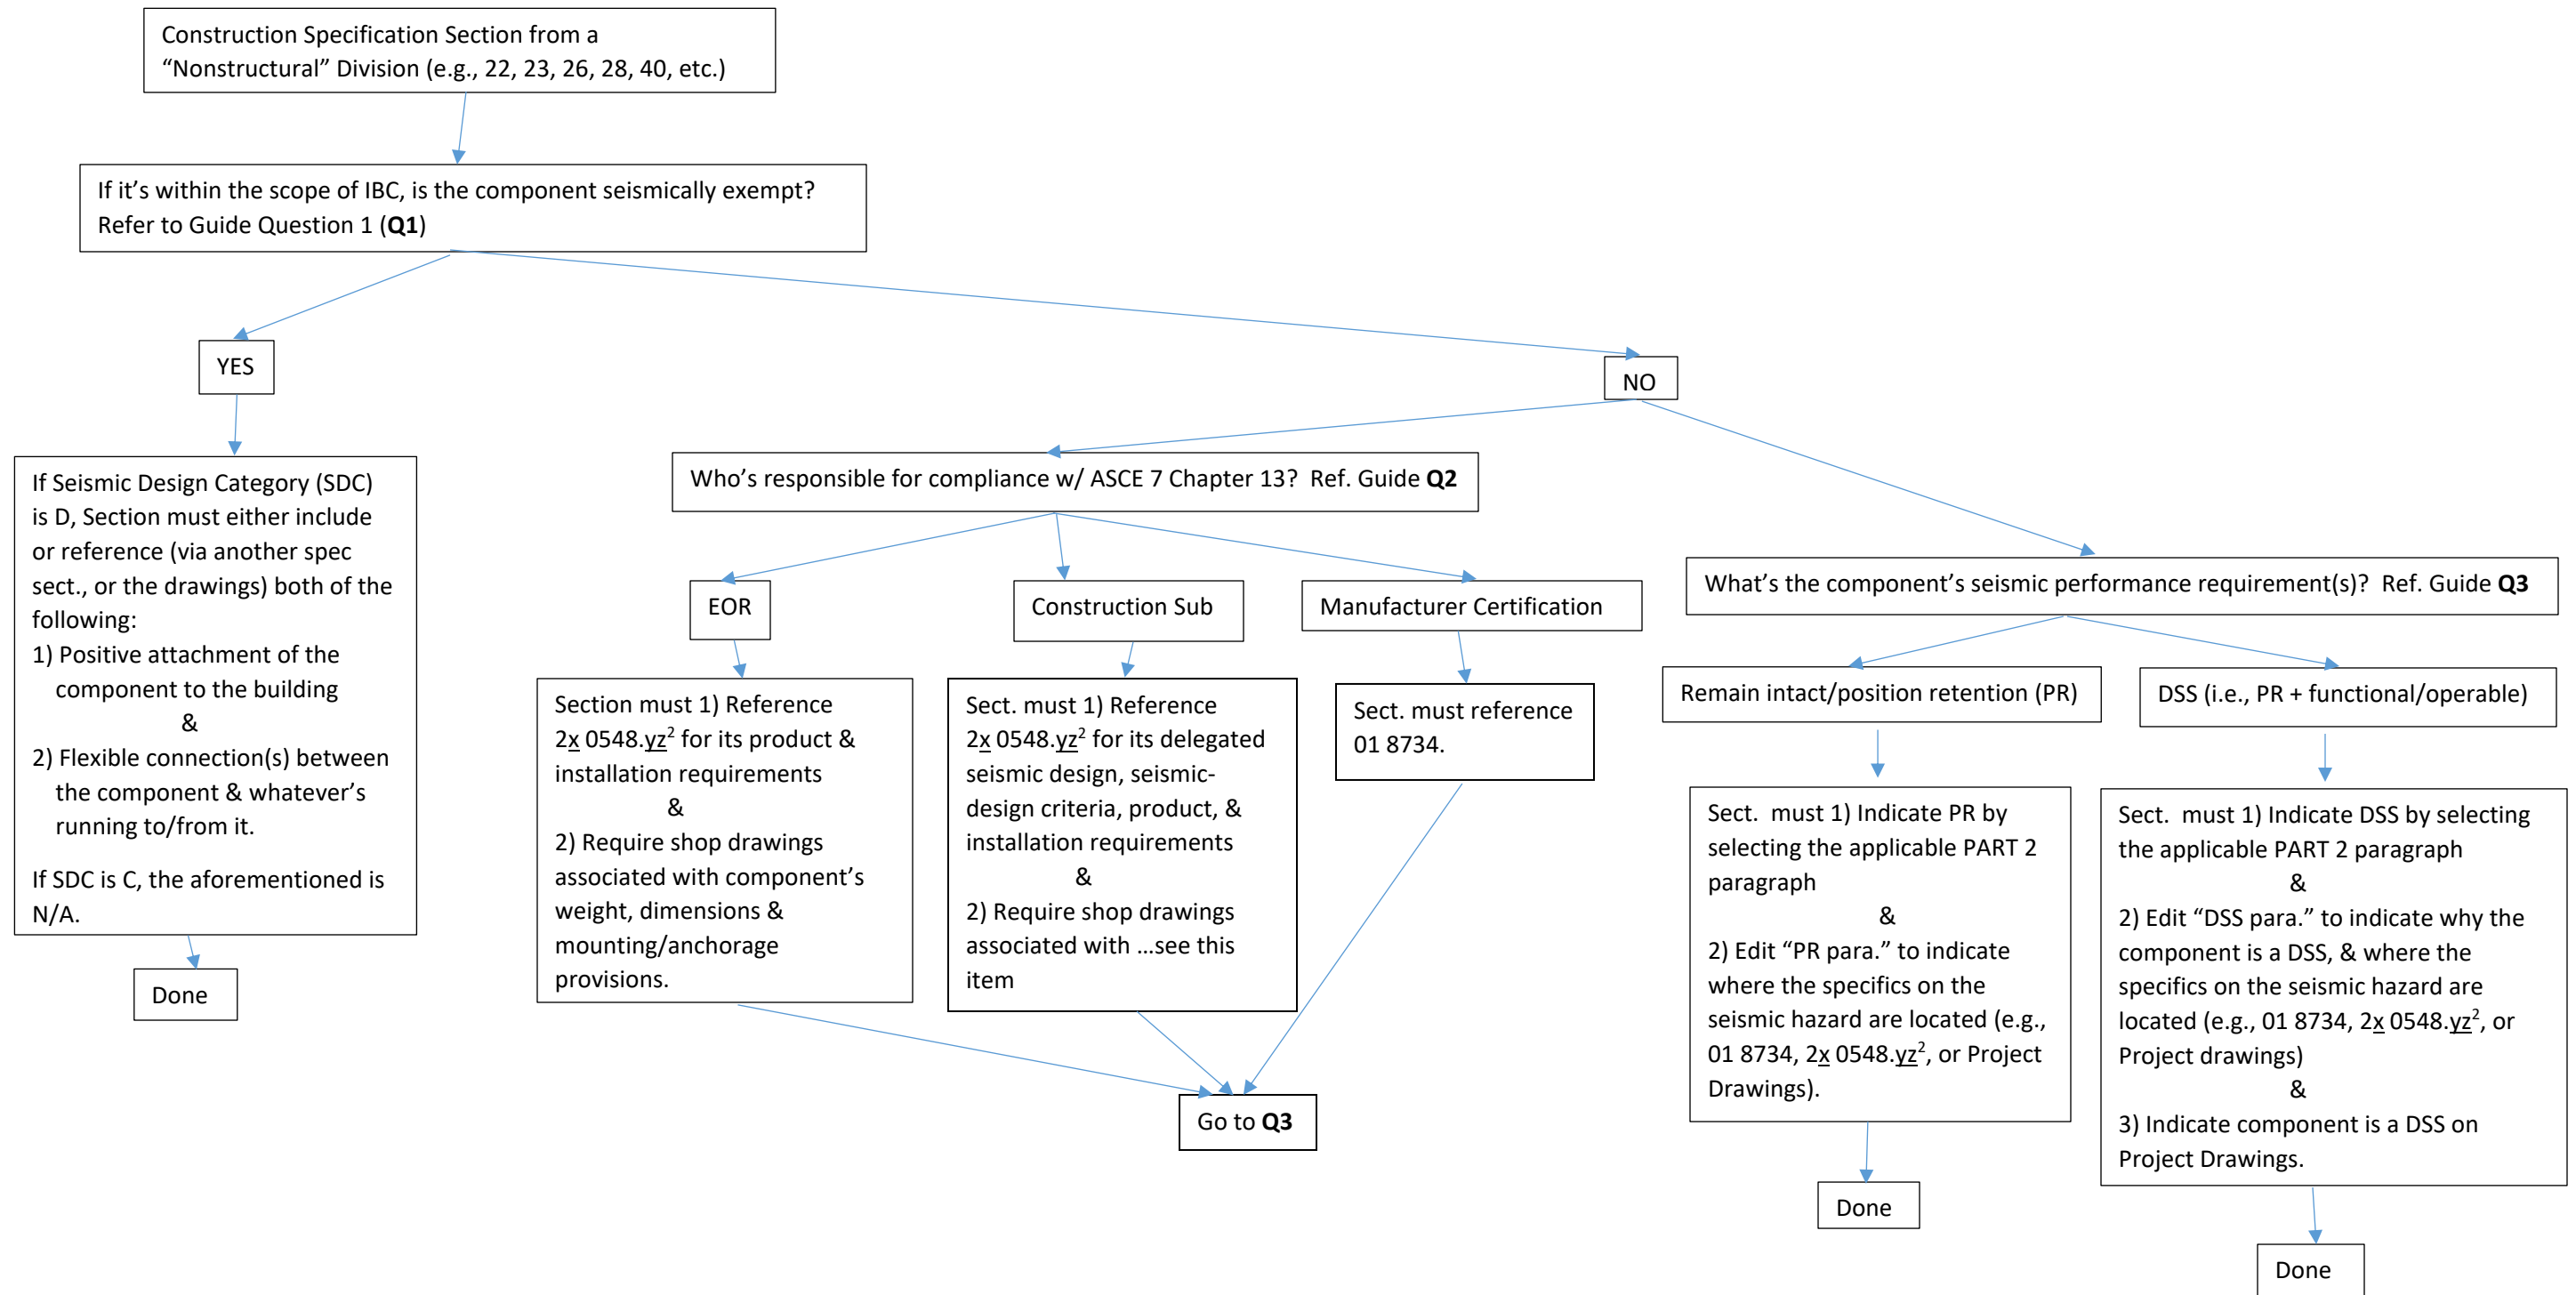 Construction Specification Section from a
“Nonstructural” Division (e.g., 22, 23, 26, 28, 40, etc.)
If it’s within the scope of IBC, is the component seismically exempt?
Refer to Guide Question 1 (Q1)
YES
NO
If Seismic Design Category (SDC)
is D, Section must either include
or reference (via another spec
sect., or the drawings) both of the
following:
1) Positive attachment of the
component to the building
&
2) Flexible connection(s) between
the component & whatever’s
running to/from it.
If SDC is C, the aforementioned is
N/A.
Done
Who’s responsible for compliance w/ ASCE 7 Chapter 13?  Ref. Guide Q2
EOR
Construction Sub
Manufacturer Certification
Section must 1) Reference
2x 0548.yz² for its product &
installation requirements
&
2) Require shop drawings
associated with component’s
weight, dimensions &
mounting/anchorage
provisions.
Sect. must 1) Reference
2x 0548.yz² for its delegated
seismic design, seismic-
design criteria, product, &
installation requirements
&
2) Require shop drawings
associated with …see this
item
Sect. must reference
01 8734.
Go to Q3
What’s the component’s seismic performance requirement(s)?  Ref. Guide Q3
Remain intact/position retention (PR)
DSS (i.e., PR + functional/operable)
Sect.  must 1) Indicate PR by
selecting the applicable PART 2
paragraph
&
2) Edit “PR para.” to indicate
where the specifics on the
seismic hazard are located (e.g.,
01 8734, 2x 0548.yz², or Project
Drawings).
Done
Sect.  must 1) Indicate DSS by selecting
the applicable PART 2 paragraph
&
2) Edit “DSS para.” to indicate why the
component is a DSS, & where the
specifics on the seismic hazard are
located (e.g., 01 8734, 2x 0548.yz², or
Project drawings)
&
3) Indicate component is a DSS on
Project Drawings.
Done